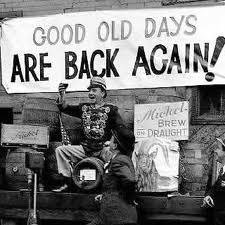 GOOD OLD DAYS
ARE BACK AGAIN!
Mickel
BREW
ON
DRAUGHT